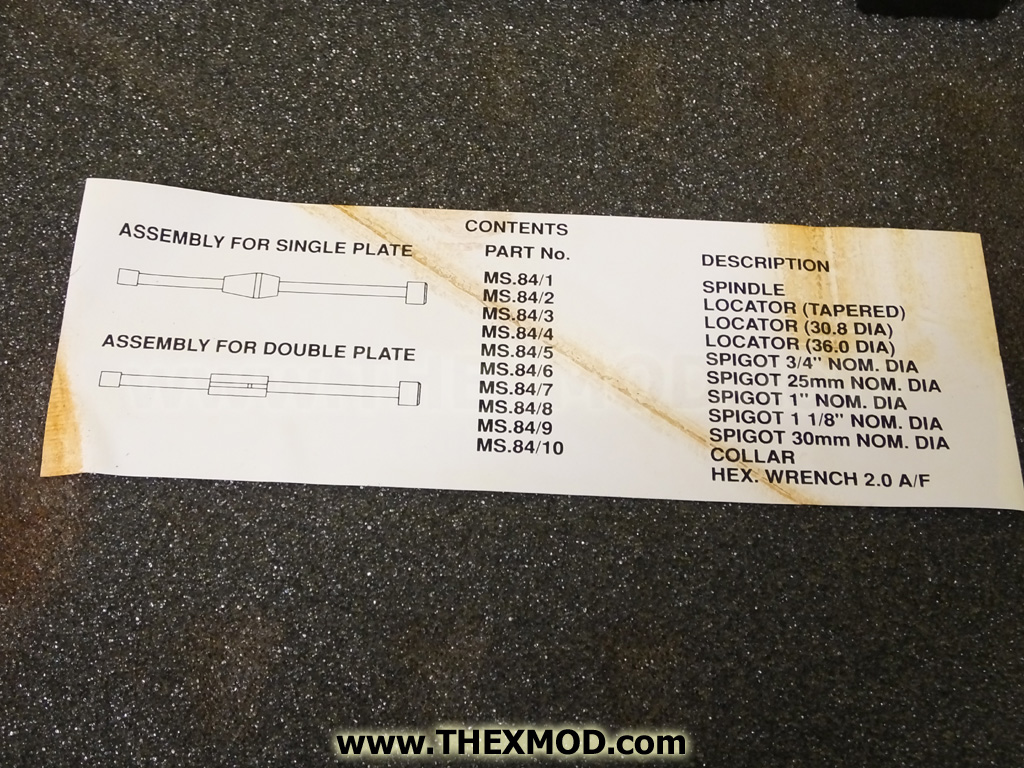 ASSEMBLY FOR SINGLE PLATE
ASSEMBLY FOR DOUBLE PLATE
CONTENTS
PART No.
MS.84/1
MS.84/2
MS.84/3
MS.84/4
MS.84/5
MS.84/6
MS.84/7
MS.84/8
MS.84/9
MS.84/10
DESCRIPTION
SPINDLE
LOCATOR (TAPERED)
LOCATOR (30.8 DIA)
LOCATOR (36.0 DIA)
SPIGOT 3/4" NOM. DIA
SPIGOT 25mm NOM. DIA
SPIGOT 1" NOM. DIA
SPIGOT 1 1/8" NOM. DIA
SPIGOT 30mm NOM. DIA
COLLAR
HEX. WRENCH 2.0 A/F
www.THEXMOD.com